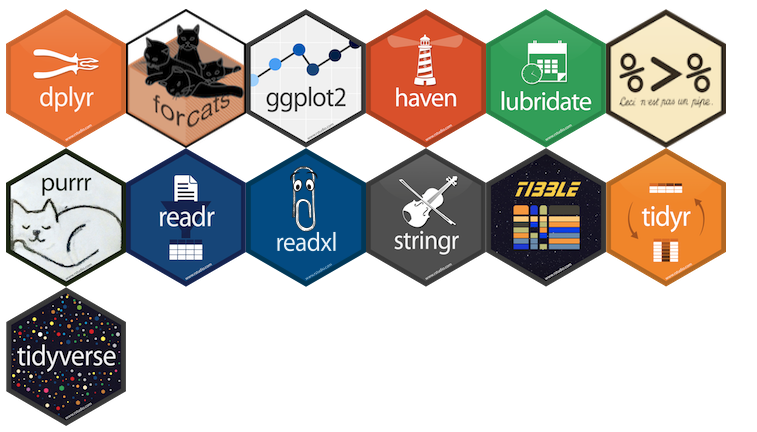 dplyr
forcats
ggplot2
haven
lubridate
%>%
Ceci n'est pas un pipe.
purrr
readr
readxl
stringr
TIBBLE
tidyr
tidyverse